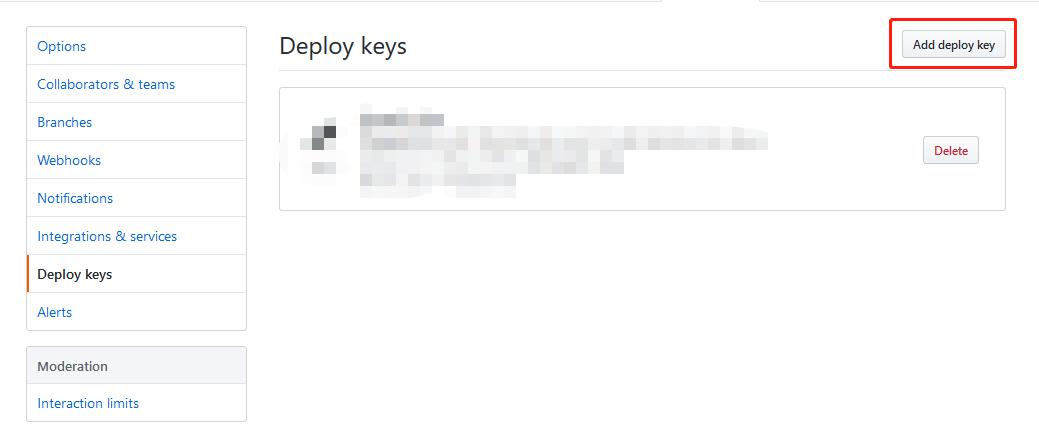 Options
Collaborators & teams
Branches
Webhooks
Notifications
Integrations & services
Deploy keys
Alerts
Moderation
Interaction limits
Deploy keys
Add deploy key
Delete